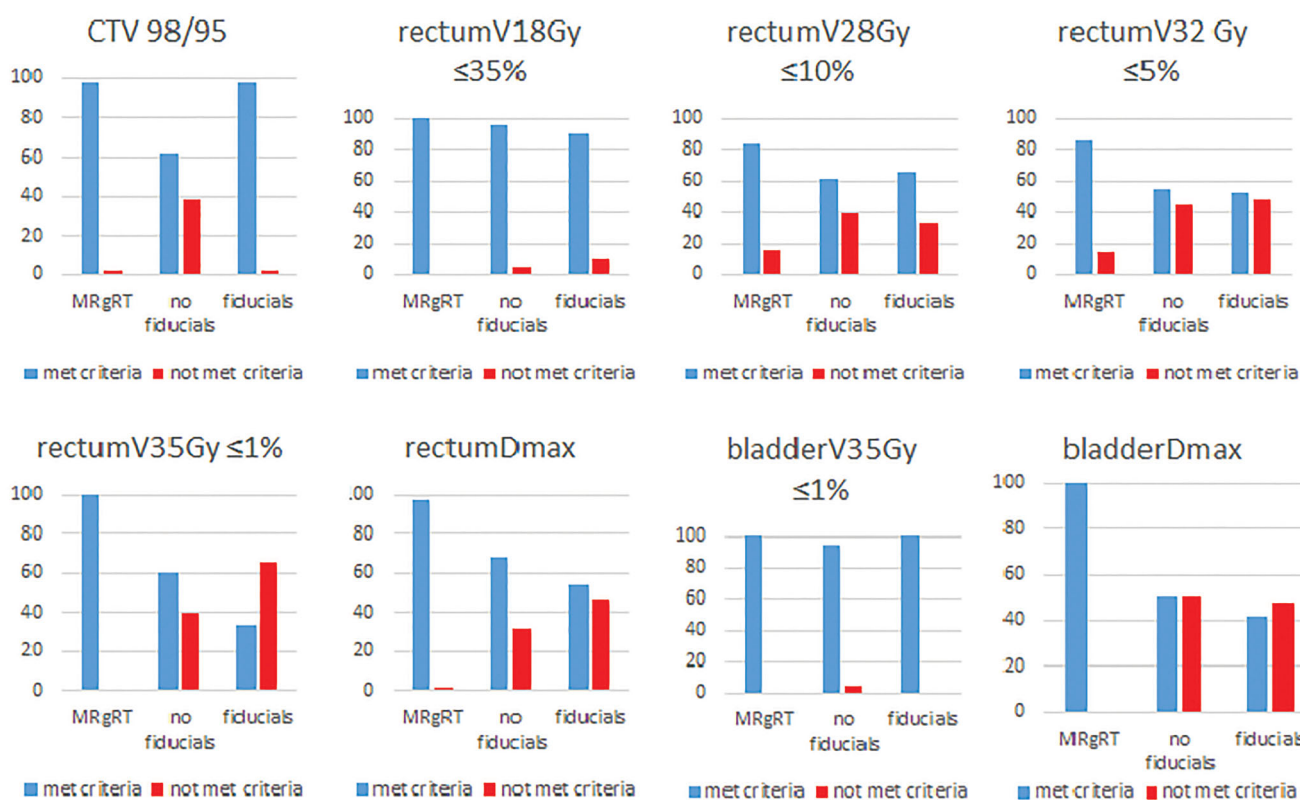 CTV 98/95
100
80
60
40
20
0
MRgRT no fiducials
fiducials
met criteria not met criteria
rectumV18Gy
≤35%
100
80
60
40
20
0
MRgRT no fiducials
fiducials
met criteria not met criteria
rectumV28Gy
≤10%
100
80
60
40
20
0
MRgRT no fiducials
fiducials
met criteria not met criteria
rectumV32 Gy
≤5%
100
80
60
40
20
0
MRgRT no fiducials
fiducials
met criteria not met criteria
rectumV35Gy ≤1%
100
80
60
40
20
0
MRgRT no fiducials
fiducials
met criteria not met criteria
rectumDmax
.00
80
60
40
20
0
MRgRT no fiducials
fiducials
met criteria not met criteria
bladderV35Gy
≤1%
100
80
60
40
20
0
MRgRT no fiducials
fiducials
met criteria not met criteria
bladderDmax
100
80
60
40
20
0
MRgRT no fiducials
fiducials
met criteria not met criteria